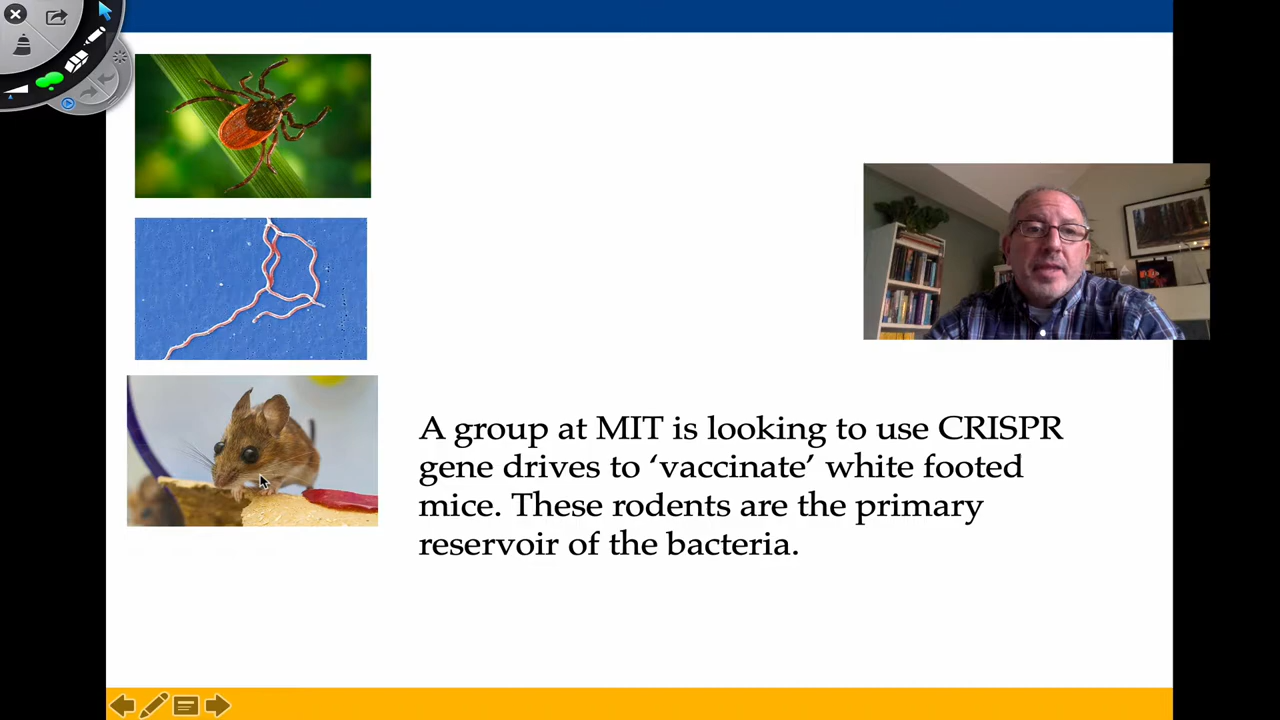 A group at MIT is looking to use CRISPR
gene drives to ‘vaccinate’ white footed
mice. These rodents are the primary
reservoir of the bacteria.